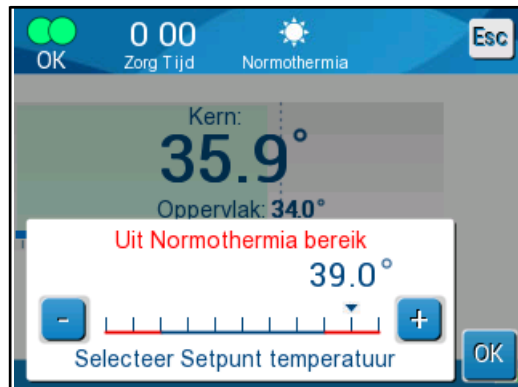 OK
0 00
Zorg Tijd
Normothermia
Esc
Kern:
35.9°
Oppervlak: 34.0°
Uit Normothermia bereik
39.0°
- +
Selecteer Setpunt temperatuur
OK